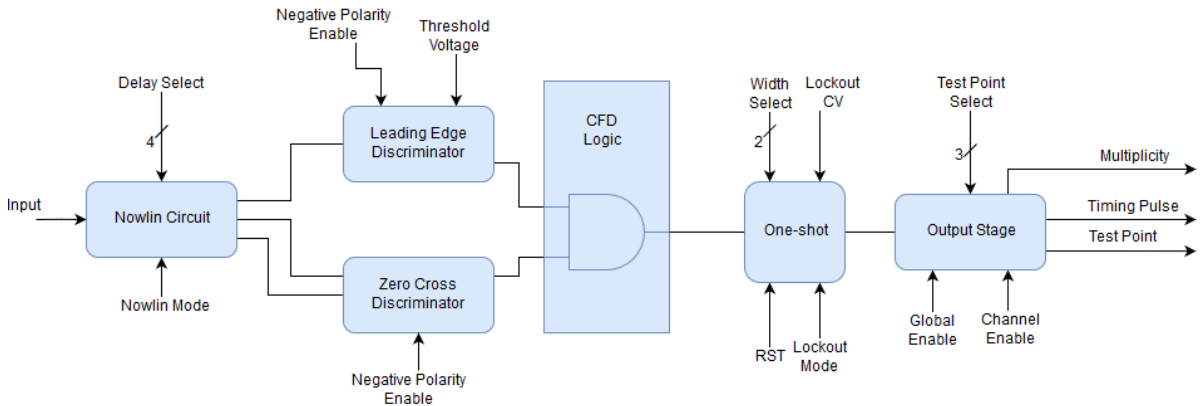 Negative Polarity
Enable
Threshold
Voltage
Delay Select
4
Leading Edge
Discriminator
CFD
Logic
Width
Select
2
Lockout
CV
Test Point
Select
3
Multiplicity
Input
Nowlin Circuit
One-shot
Output Stage
Timing Pulse
Test Point
Nowlin Mode
Zero Cross
Discriminator
RST
Lockout
Mode
Global
Enable
Channel
Enable
Negative Polarity
Enable